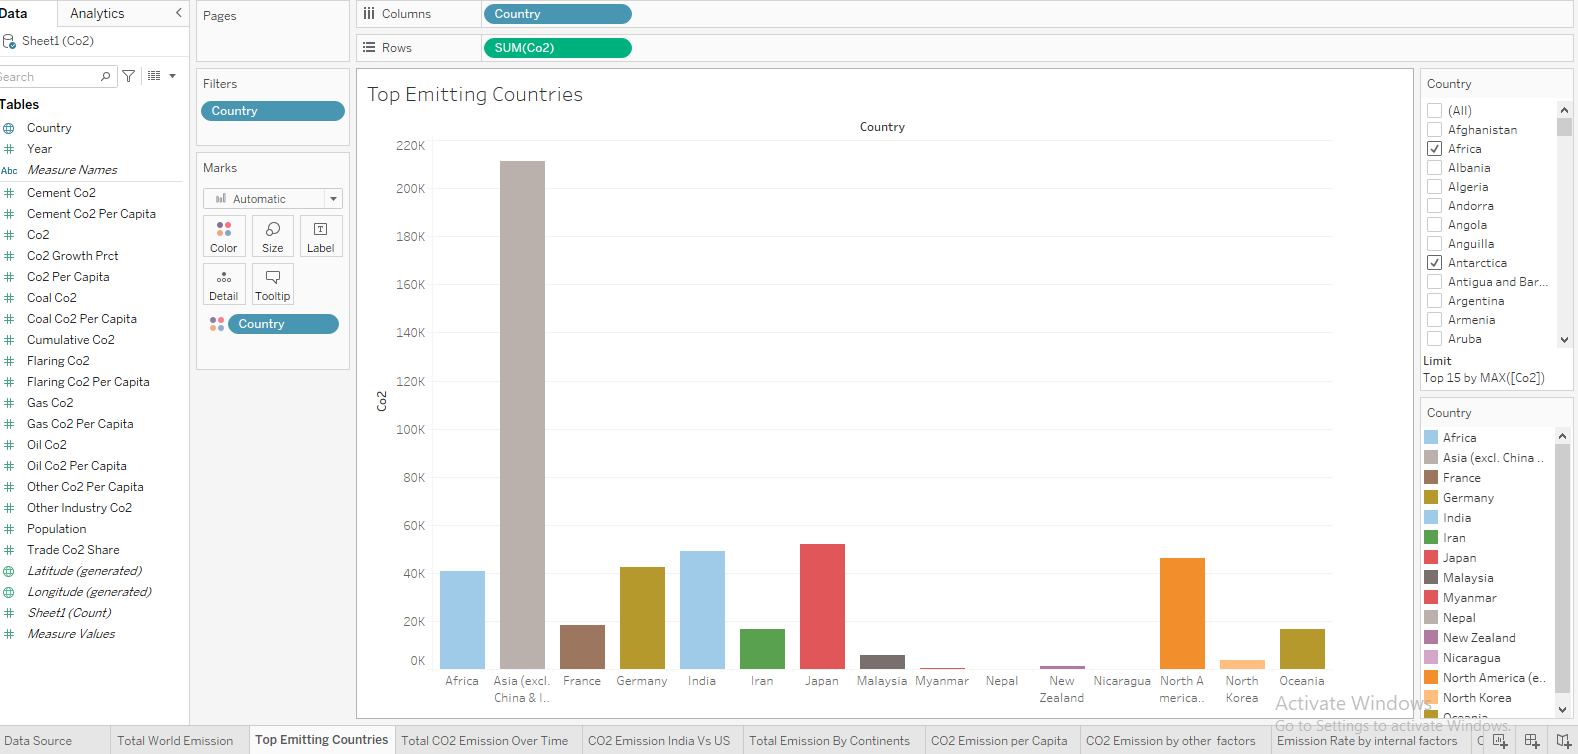 Data
Analytics
Sheet1 (Co2)
Search
Tables
Country
Year
Abc Measure Names
Cement Co2
Cement Co2 Per Capita
Co2
Co2 Growth Prct
Co2 Per Capita
Coal Co2
Coal Co2 Per Capita
Cumulative Co2
Flaring Co2
Flaring Co2 Per Capita
Gas Co2
Gas Co2 Per Capita
Oil Co2
Oil Co2 Per Capita
Other Co2 Per Capita
Other Industry Co2
Population
Trade Co2 Share
Latitude (generated)
Longitude (generated)
Sheet1 (Count)
Measure Values
Pages
Filters
Country
Marks
Automatic
Color
Size
Label
Detail
Tooltip
Country
Columns
Country
Rows
SUM(Co2)
Top Emitting Countries
Country
220K
200K
180K
160K
140K
120K
100K
80K
60K
40K
20K
0K
Co2
Africa
Asia (excl.
China & I..
France
Germany
India
Iran
Japan
Malaysia
Myanmar
Nepal
New
Zealand
Nicaragua
North A
merica..
North
Korea
Oceania
Country
(All)
Afghanistan
Africa
Albania
Algeria
Andorra
Angola
Anguilla
Antarctica
Antigua and Bar...
Argentina
Armenia
Aruba
Limit
Top 15 by MAX([Co2])
Country
Africa
Asia (excl. China ..
France
Germany
India
Iran
Japan
Malaysia
Myanmar
Nepal
New Zealand
Nicaragua
North America (e..
North Korea
Oceania
Activate Windows
Go to Settings to activate Windows.
Data Source
Total World Emission
Top Emitting Countries
Total CO2 Emission Over Time
CO2 Emission India Vs US
Total Emission By Continents
CO2 Emission per Capita
CO2 Emission by other factors
Emission Rate by internal factors